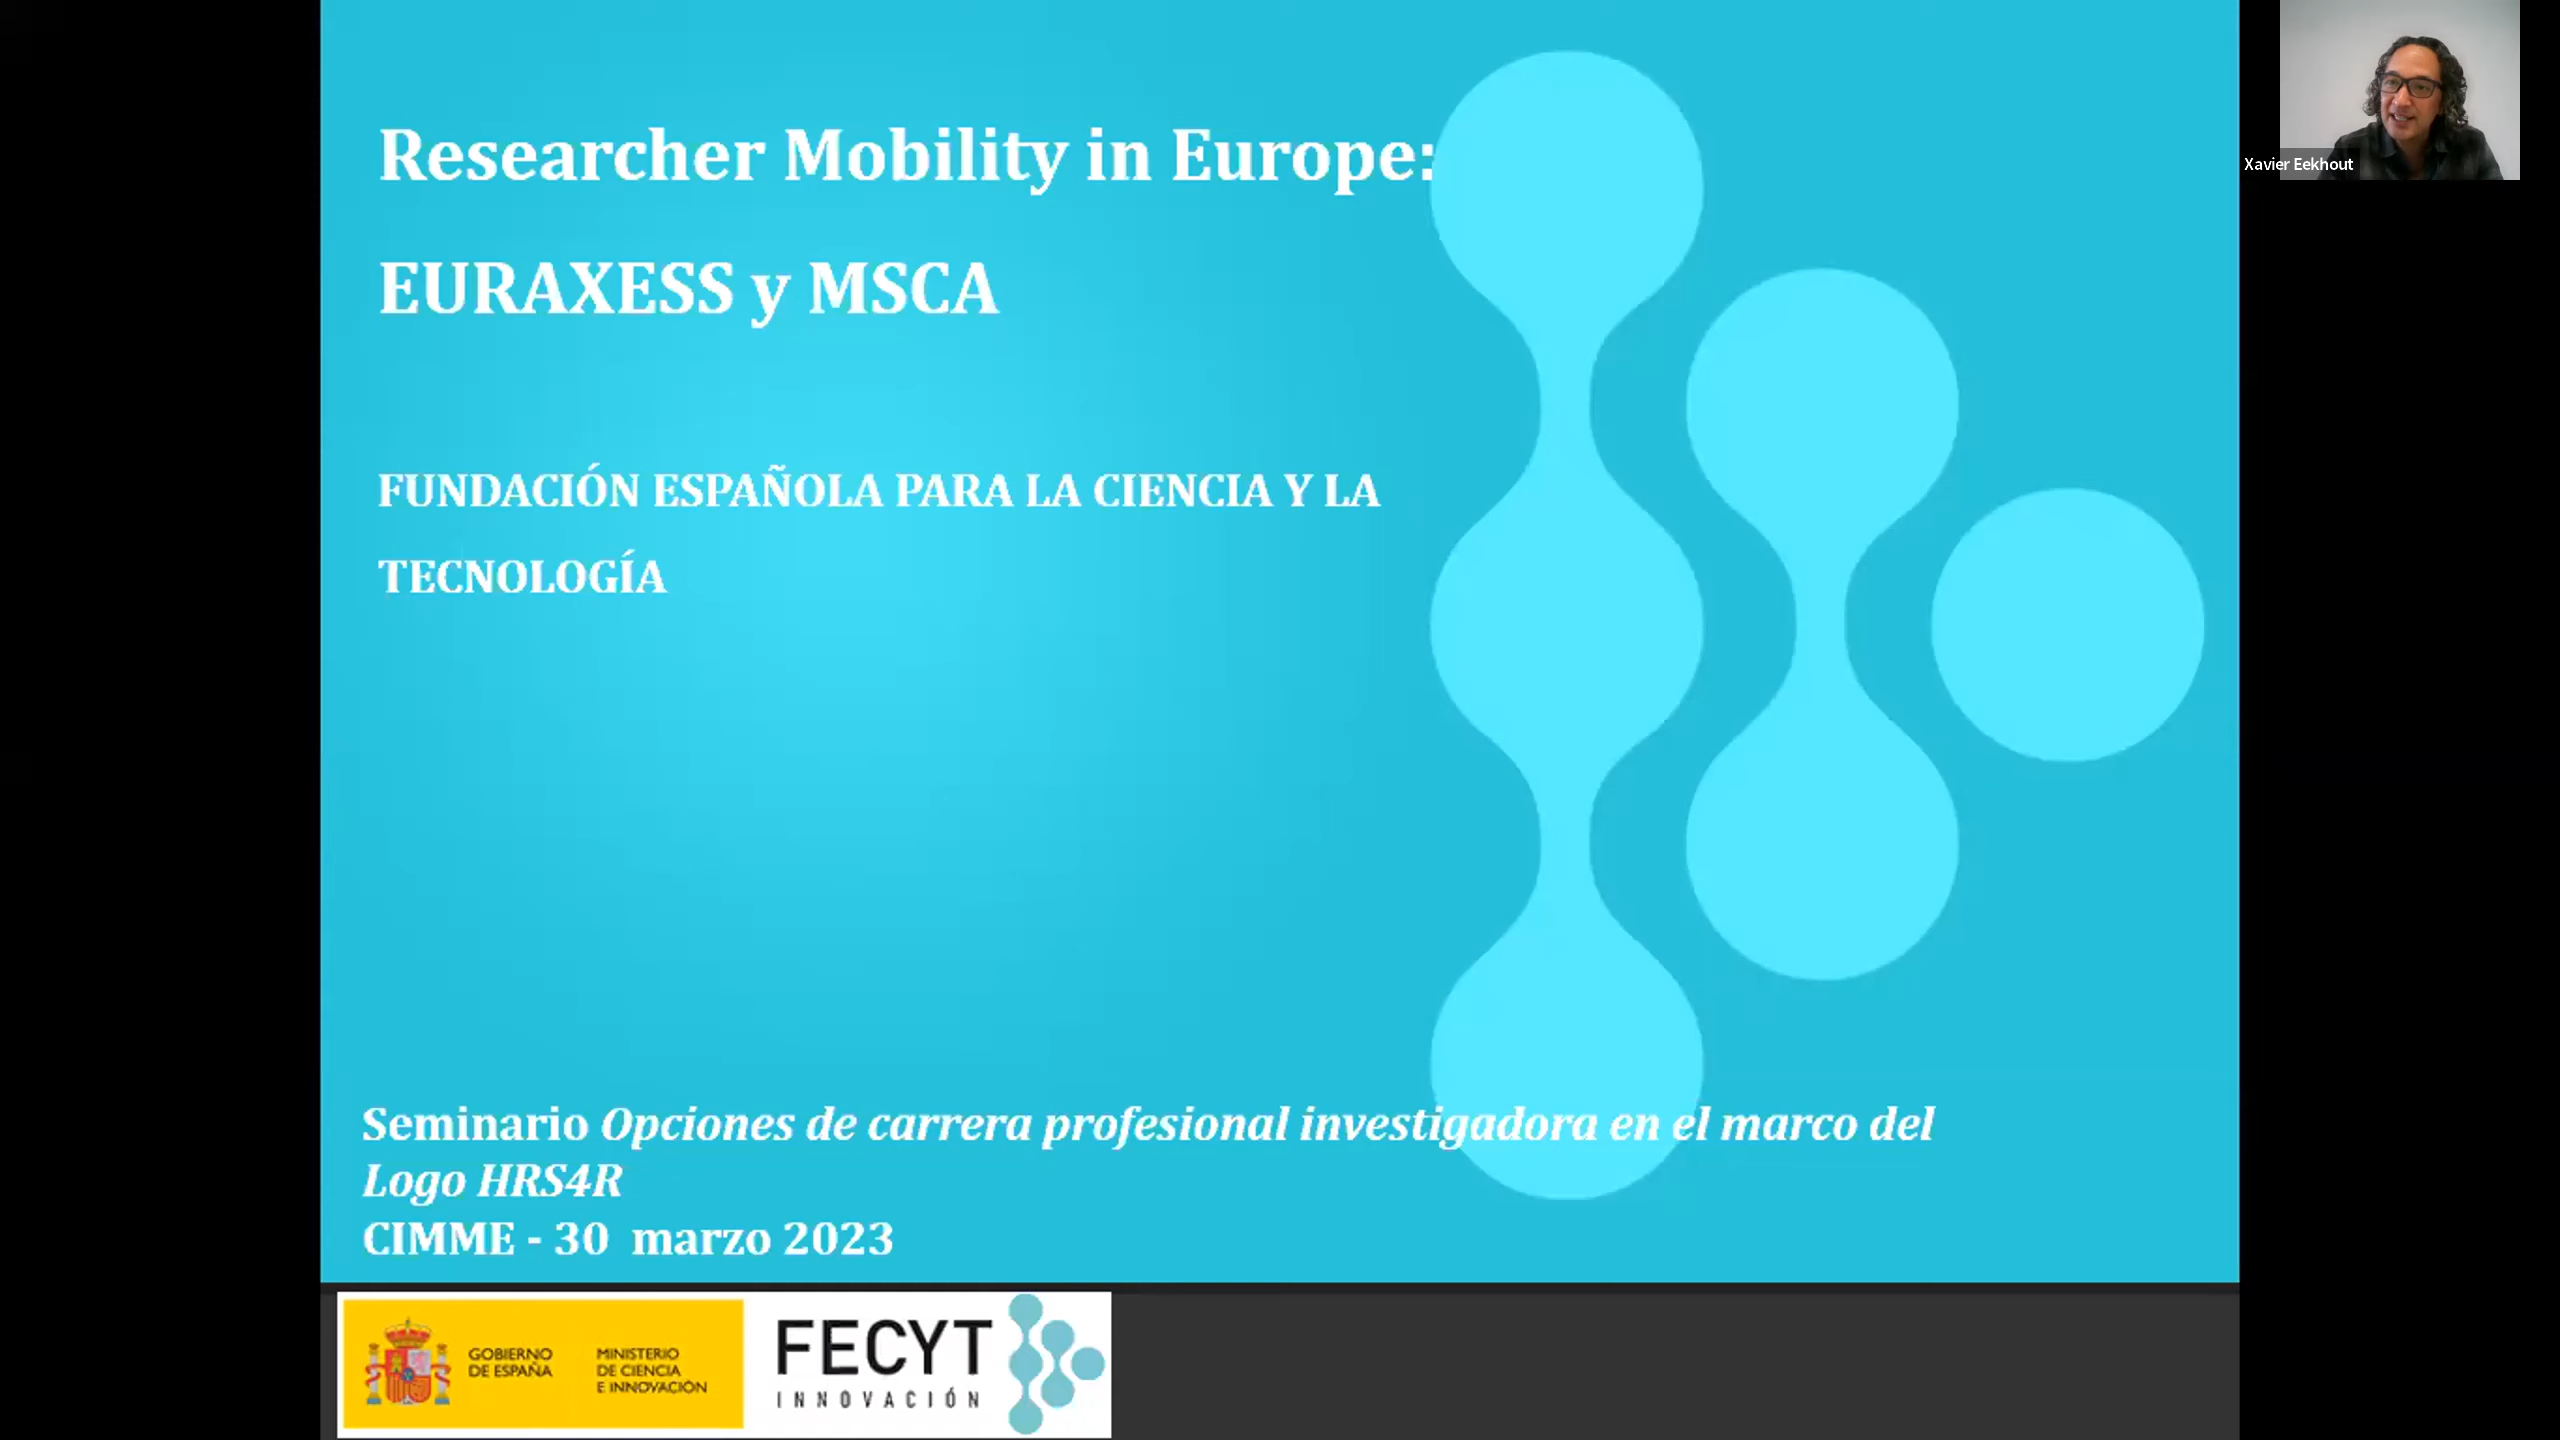 Researcher Mobility in Europe:
EURAXESS y MSCA
FUNDACIÓN ESPAÑOLA PARA LA CIENCIA Y LA
TECNOLOGÍA
Seminario Opciones de carrera profesional investigadora en el marco del
Logo HRS4R
CIMME - 30 marzo 2023
GOBIERNO
DE ESPAÑA
MINISTERIO
DE CIENCIA
E INNOVACIÓN
FECYT
INNOVACIÓN
Xavier Eekhout